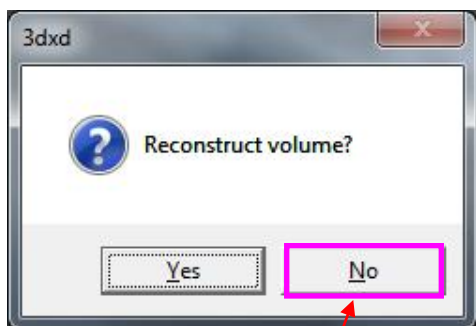 3dxd
Reconstruct volume?
Yes
No